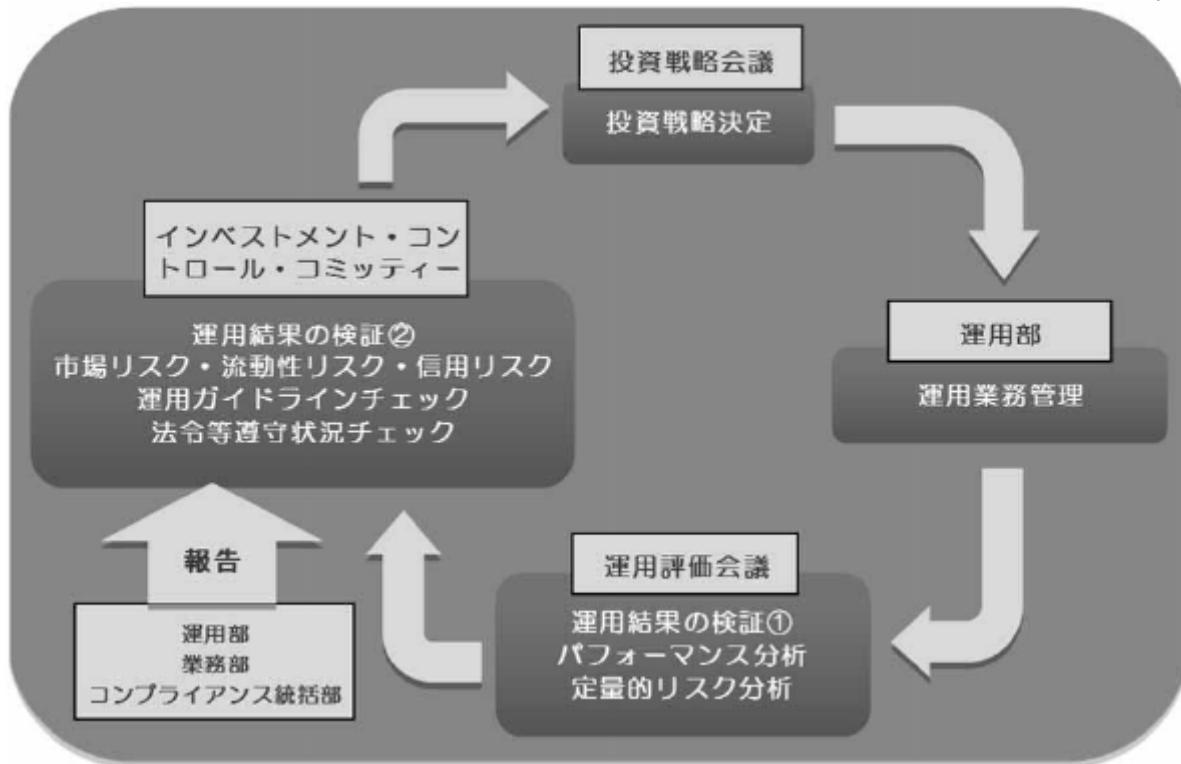 投資戦略会議
投資戦略決定
インベストメント・コン
トロール・コミッティー
運用結果の検証②
市場リスク・流動性リスク・信用リスク
運用ガイドラインチェック
法令等遵守状況チェック
運用部
運用業務管理
報告
運用部
業務部
コンプライアンス統括部
運用評価会議
運用結果の検証①
パフォーマンス分析
定量的リスク分析